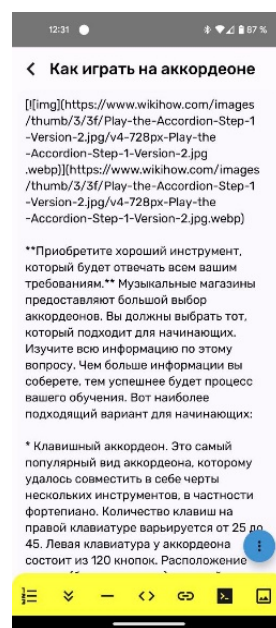 12:31 87 %
Как играть на аккордеоне
[![img](https://www.wikihow.com/images
/thumb/3/3f/Play-the-Accordion-Step-1
-Version-2.jpg/v4-728px-Play-the
-Accordion-Step-1-Version-2.jpg
.webp)](https://www.wikihow.com/images
/thumb/3/3f/Play-the-Accordion-Step-1
-Version-2.jpg/v4-728px-Play-the
-Accordion-Step-1-Version-2.jpg.webp)
**Приобретите хороший инструмент,
который будет отвечать всем вашим
требованиям.** Музыкальные магазины
предоставляют большой выбор
аккордеонов. Вы должны выбрать тот,
который подходит для начинающих.
Изучите всю информацию по этому
вопросу. Чем больше информации вы
соберете, тем успешнее будет процесс
вашего обучения. Вот наиболее
подходящий вариант для начинающих:
* Клавишный аккордеон. Это самый
популярный вид аккордеона, которому
удалось совместить в себе черты
нескольких инструментов, в частности
фортепиано. Количество клавиш на
правой клавиатуре варьируется от 25 до
45. Левая клавиатура у аккордеона
состоит из 120 кнопок. Расположение